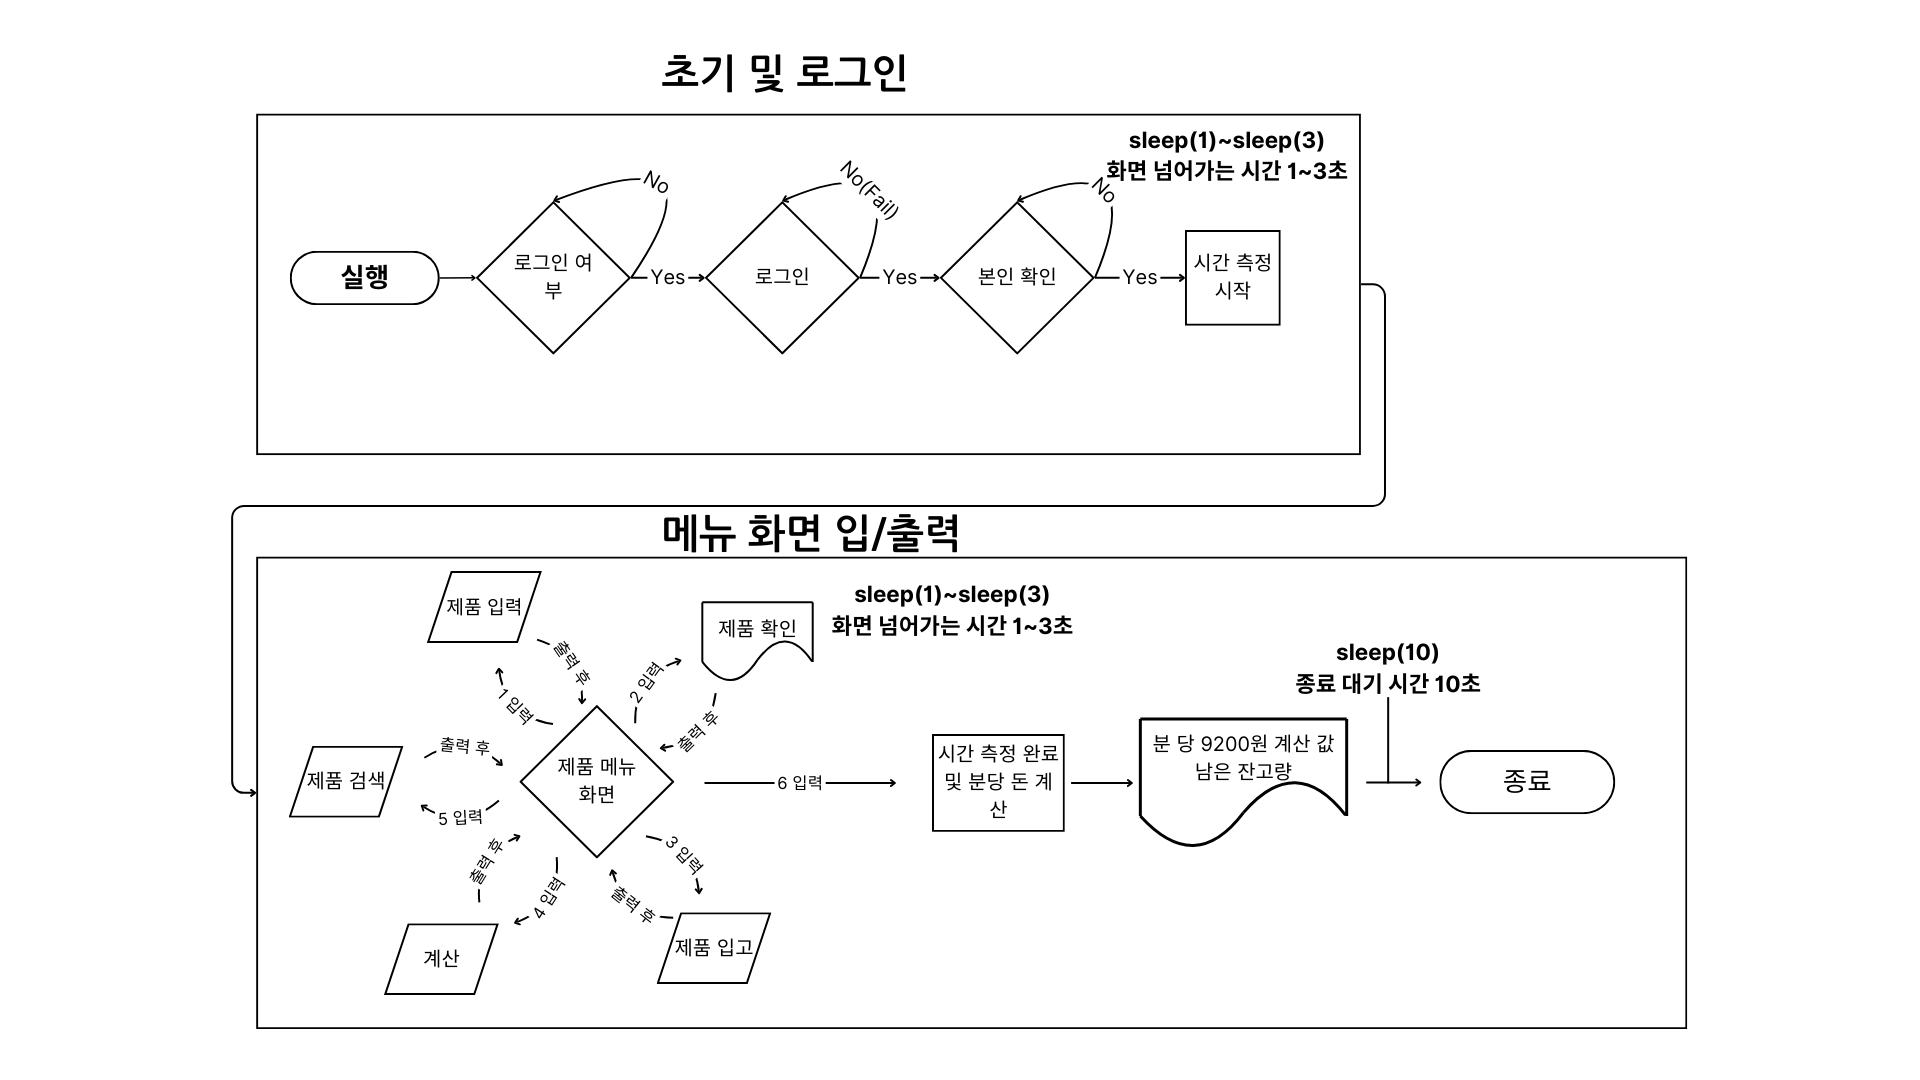 초기 및 로그인
sleep(1)~sleep(3)
화면 넘어가는 시간 1~3초
No
No(Fail)
No
실행
로그인 여
부
Yes
로그인
Yes
본인 확인
Yes
시간 측정
시작
메뉴 화면 입/출력
제품 입력
출력 후
1 입력
2 입력
제품 확인
출력 후
sleep(1)~sleep(3)
화면 넘어가는 시간 1~3초
sleep(10)
종료 대기 시간 10초
제품 검색
출력 후
5 입력
제품 메뉴
화면
6 입력
시간 측정 완료
및 분당 돈 계
산
분 당 9200원 계산 값
남은 잔고량
종료
출력 후
4 입력
3 입력
출력 후
계산
제품 입고